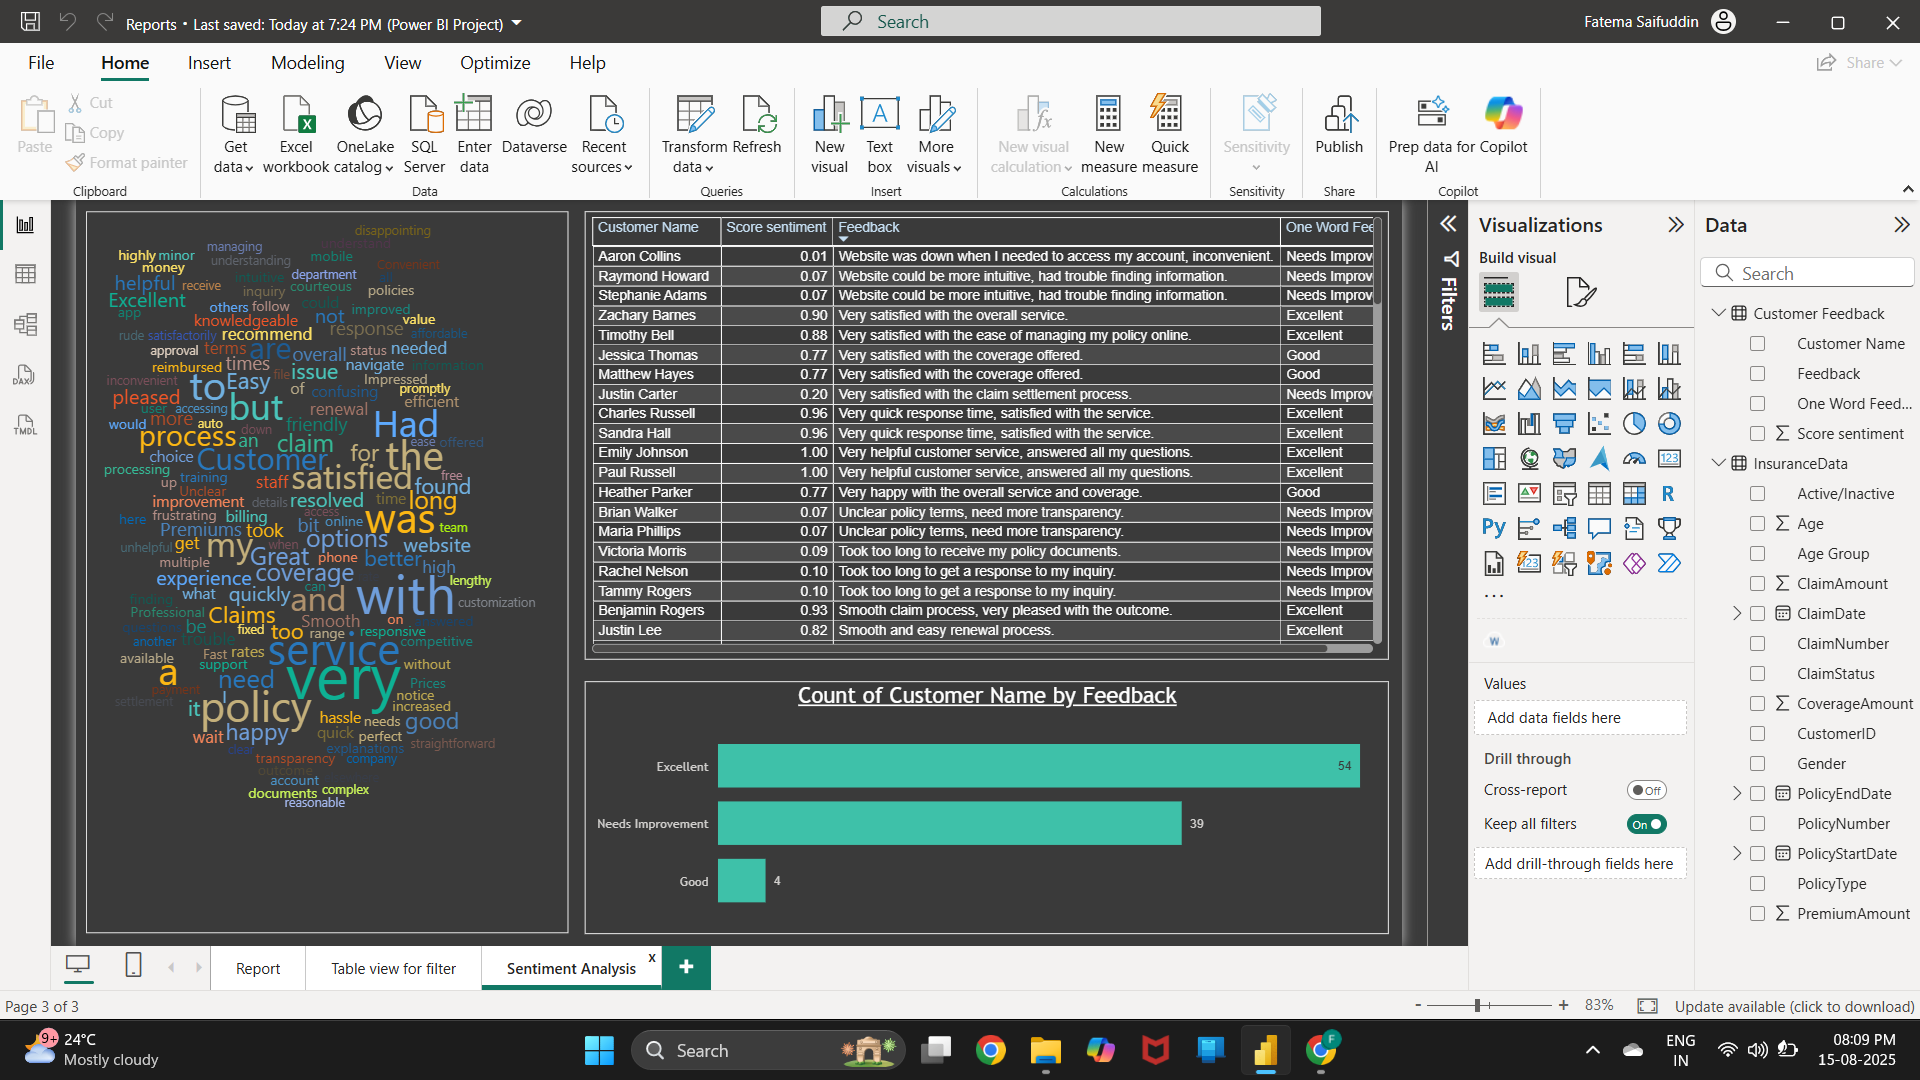 Reports • Last saved: Today at 7:24 PM (Power BI Project)
Search
Fatema Saifuddin
File Home Insert Modeling View Optimize Help
Share
Paste
Cut
Copy
Format painter
Clipboard
Get data
Excel workbook
OneLake catalog
SQL Server
Enter data
Dataverse
Recent sources
Data
Transform data
Refresh
Queries
New visual
Text box
More visuals
Insert
New visual calculation
New measure
Quick measure
Calculations
Sensitivity
Sensitivity
Publish
Share
Prep data for AI
Copilot
Copilot
disappointing
managing understand
highly minor understanding mobile
money Convenient
helpful receive intuitive department
Excellent inquiry courteous policies
app others follow could
knowledgeable not improved
rude satisfactorily recommend response value affordable
approval terms are overall status needed
reimbursed times issue navigate information
inconvenient file Impressed
to Easy of confusing promptly
pleased but renewal efficient
user accessing
would more auto down friendly Had
process an claim ease offered
choice Customer for the
processing up training satisfied free
Unclear staff found
improvement details resolved time long
here frustrating billing access
Premiums took bit online was team
unhelpful get my when options website
multiple Great phone better high
experience coverage can lengthy
finding what quickly and with customization
Professional Claims Smooth on
be fixed too range responsive
another trouble service competitive
available Fast rates
support without
a need very Prices
payment notice
settlement it policy hassle needs increased good
wait happy quick perfect
explanations straightforward
transparency company
outcome
account
documents complex
reasonable
Customer Name Score sentiment Feedback One Word Fee
Aaron Collins 0.01 Website was down when I needed to access my account, inconvenient. Needs Improv
Raymond Howard 0.07 Website could be more intuitive, had trouble finding information. Needs Improv
Stephanie Adams 0.07 Website could be more intuitive, had trouble finding information. Needs Improv
Zachary Barnes 0.90 Very satisfied with the overall service. Excellent
Timothy Bell 0.88 Very satisfied with the ease of managing my policy online. Excellent
Jessica Thomas 0.77 Very satisfied with the coverage offered. Good
Matthew Hayes 0.77 Very satisfied with the coverage offered. Good
Justin Carter 0.20 Very satisfied with the claim settlement process. Needs Improv
Charles Russell 0.96 Very quick response time, satisfied with the service. Excellent
Sandra Hall 0.96 Very quick response time, satisfied with the service. Excellent
Emily Johnson 1.00 Very helpful customer service, answered all my questions. Excellent
Paul Russell 1.00 Very helpful customer service, answered all my questions. Excellent
Heather Parker 0.77 Very happy with the overall service and coverage. Good
Brian Walker 0.07 Unclear policy terms, need more transparency. Needs Improv
Maria Phillips 0.07 Unclear policy terms, need more transparency. Needs Improv
Victoria Morris 0.09 Took too long to receive my policy documents. Needs Improv
Rachel Nelson 0.10 Took too long to get a response to my inquiry. Needs Improv
Tammy Rogers 0.10 Took too long to get a response to my inquiry. Needs Improv
Benjamin Rogers 0.93 Smooth claim process, very pleased with the outcome. Excellent
Justin Lee 0.82 Smooth and easy renewal process. Excellent
Count of Customer Name by Feedback
Excellent 54
Needs Improvement 39
Good 4
Filters
Visualizations
Build visual
Values
Add data fields here
Drill through
Cross-report Off
Keep all filters On
Add drill-through fields here
Data
Search
Customer Feedback
Customer Name
Feedback
One Word Feed...
Score sentiment
InsuranceData
Active/Inactive
Age
Age Group
ClaimAmount
ClaimDate
ClaimNumber
ClaimStatus
CoverageAmount
CustomerID
Gender
PolicyEndDate
PolicyNumber
PolicyStartDate
PolicyType
PremiumAmount
Report
Table view for filter
Sentiment Analysis
Page 3 of 3
83%
Update available (click to download)
9+
24°C
Mostly cloudy
Search
ENG
IN
08:09 PM
15-08-2025